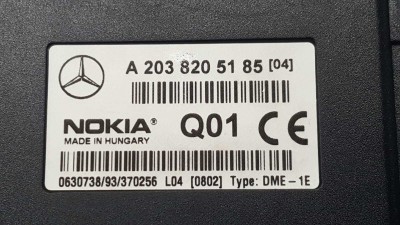 A 203 820 51 85 [04]
NOKIA® Q01 CE
MADE IN HUNGARY
0630738/93/370256 L04 [0802] Type: DME-1E